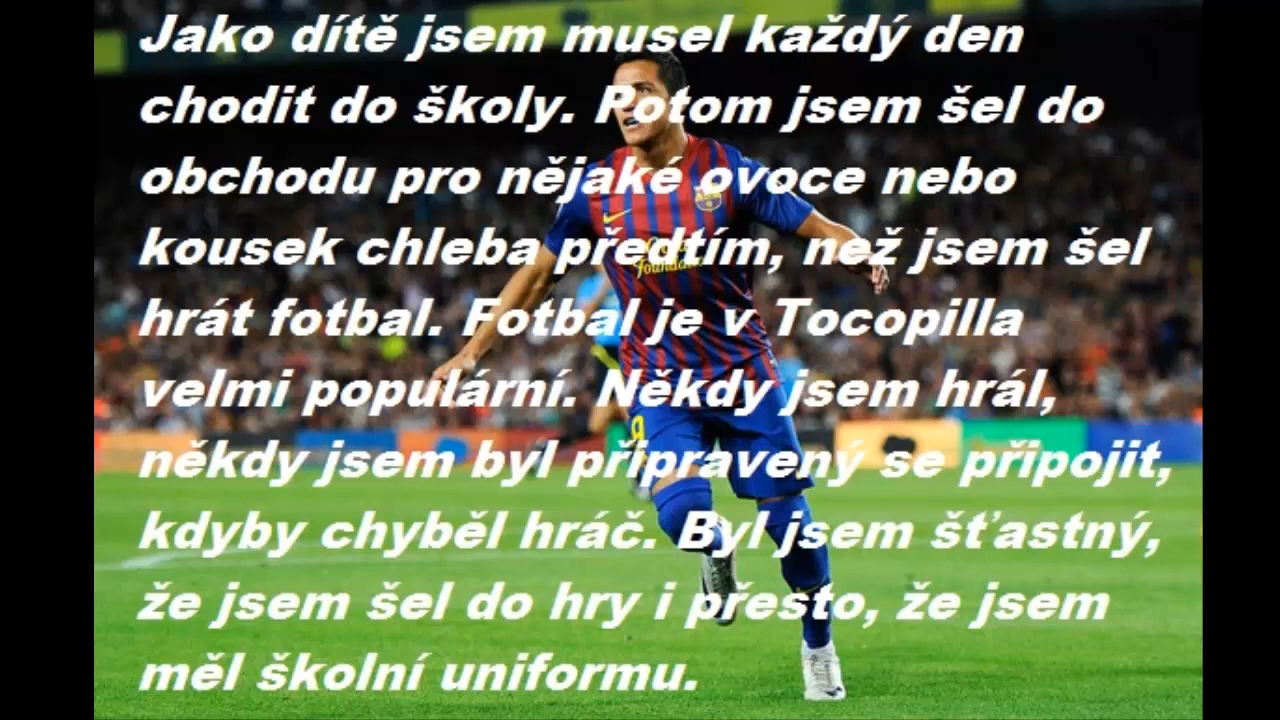 Jako dítě jsem musel každý den
chodit do školy. Potom jsem šel do
obchodu pro nějaké ovoce nebo
kousek chleba předtím, než jsem šel
hrát fotbal. Fotbal je v Tocopilla
velmi populární. Někdy jsem hrál,
někdy jsem byl připravený se připojit,
kdyby chyběl hráč. Byl jsem šťastný,
že jsem šel do hry i přesto, že jsem
měl školní uniformu.